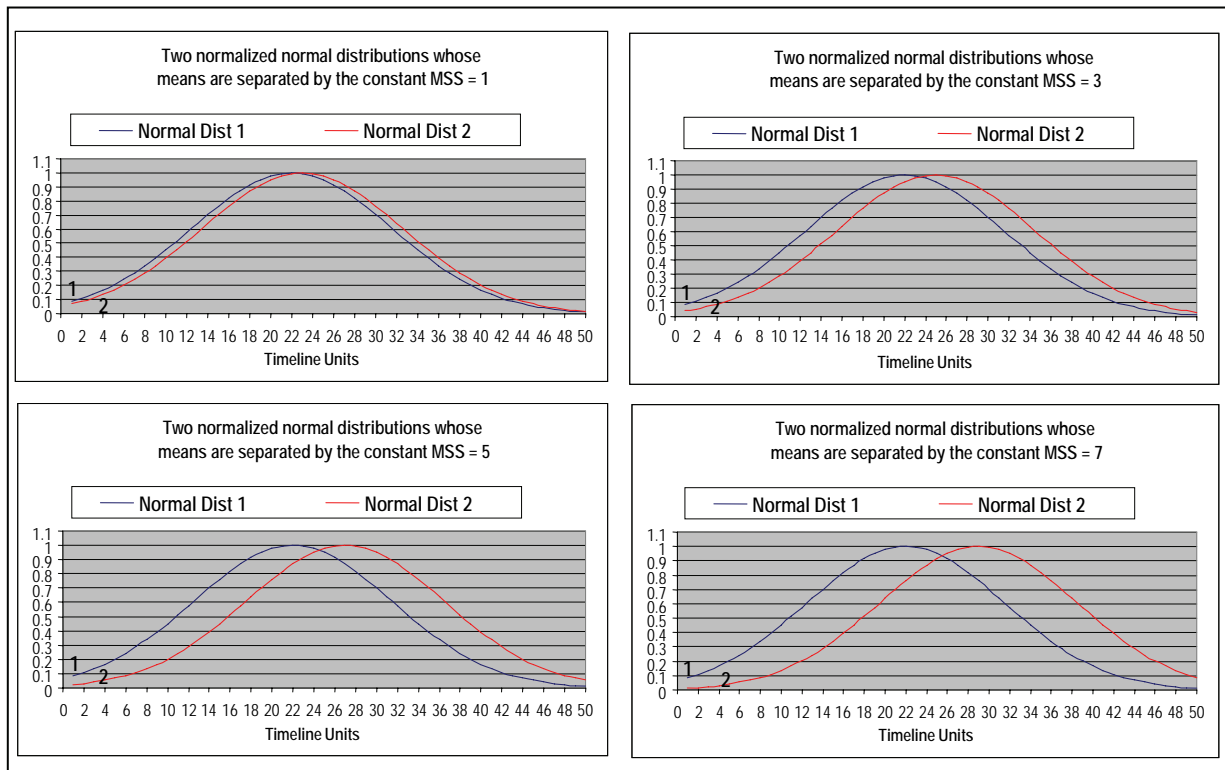 Two normalized normal distributions whose
means are separated by the constant MSS = 1
Normal Dist 1 Normal Dist 2
1.1
1
0.9
0.8
0.7
0.6
0.5
0.4
0.3
0.2
0.1
0
1
2
0 2 4 6 8 10 12 14 16 18 20 22 24 26 28 30 32 34 36 38 40 42 44 46 48 50
Timeline Units
Two normalized normal distributions whose
means are separated by the constant MSS = 3
Normal Dist 1 Normal Dist 2
1.1
1
0.9
0.8
0.7
0.6
0.5
0.4
0.3
0.2
0.1
0
1
2
0 2 4 6 8 10 12 14 16 18 20 22 24 26 28 30 32 34 36 38 40 42 44 46 48 50
Timeline Units
Two normalized normal distributions whose
means are separated by the constant MSS = 5
Normal Dist 1 Normal Dist 2
1.1
1
0.9
0.8
0.7
0.6
0.5
0.4
0.3
0.2
0.1
0
1
2
0 2 4 6 8 10 12 14 16 18 20 22 24 26 28 30 32 34 36 38 40 42 44 46 48 50
Timeline Units
Two normalized normal distributions whose
means are separated by the constant MSS = 7
Normal Dist 1 Normal Dist 2
1.1
1
0.9
0.8
0.7
0.6
0.5
0.4
0.3
0.2
0.1
0
1
2
0 2 4 6 8 10 12 14 16 18 20 22 24 26 28 30 32 34 36 38 40 42 44 46 48 50
Timeline Units